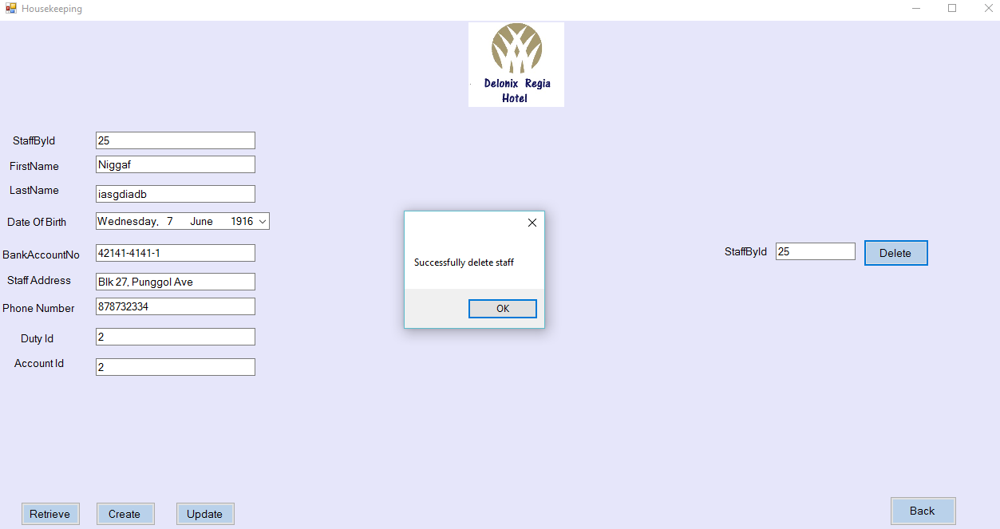 Housekeeping
Delonix Regia
Hotel
StaffById 25
FirstName Niggaf
LastName iasgdiadb
Date Of Birth Wednesday, 7 June 1916
BankAccountNo 42141-4141-1
Staff Address Blk 27, Punggol Ave
Phone Number 878732334
Duty Id 2
Account Id 2
Successfully delete staff
OK
StaffById 25 Delete
Retrieve Create Update
Back